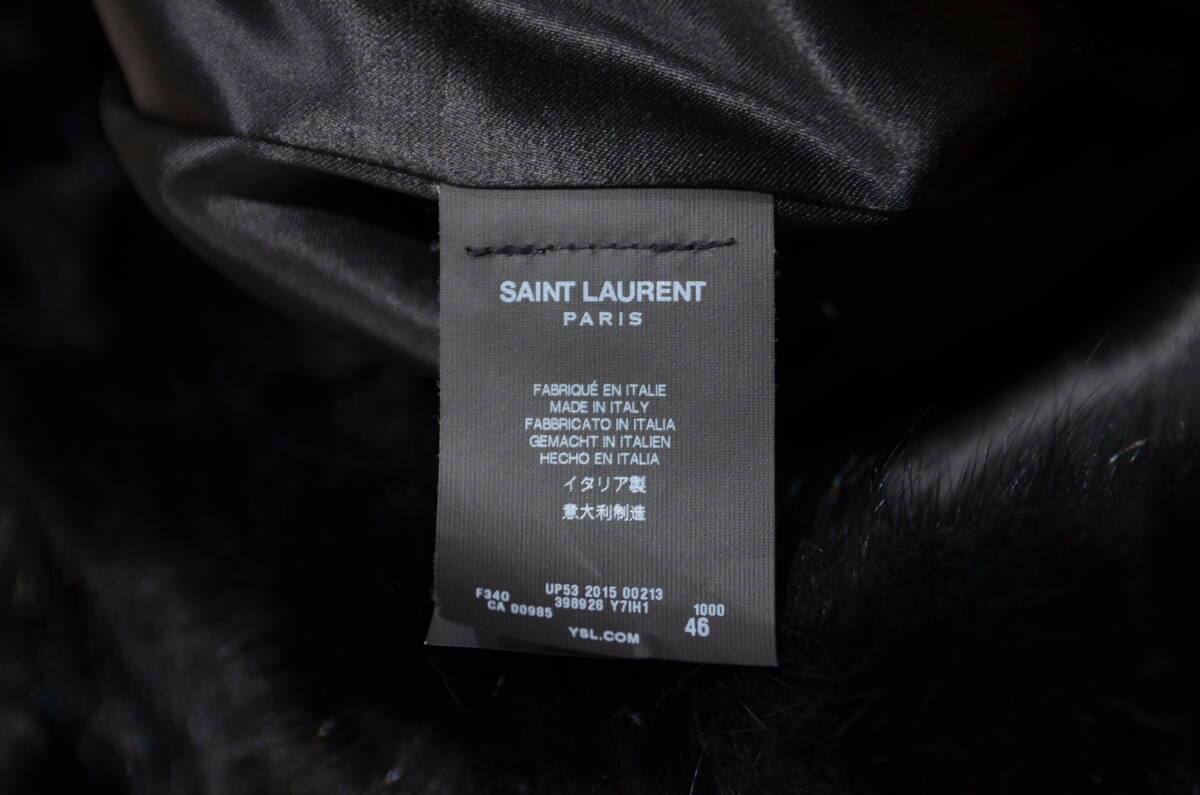 SAINT LAURENT
PARIS
FABRIQUÉ EN ITALIE
MADE IN ITALY
FABBRICATO IN ITALIA
GEMACHT IN ITALIEN
HECHO EN ITALIA
イタリア製
意大利制造
F340 UP53 2015 00213
CA 00985 398926 Y7IH1 1000
46
YSL.COM